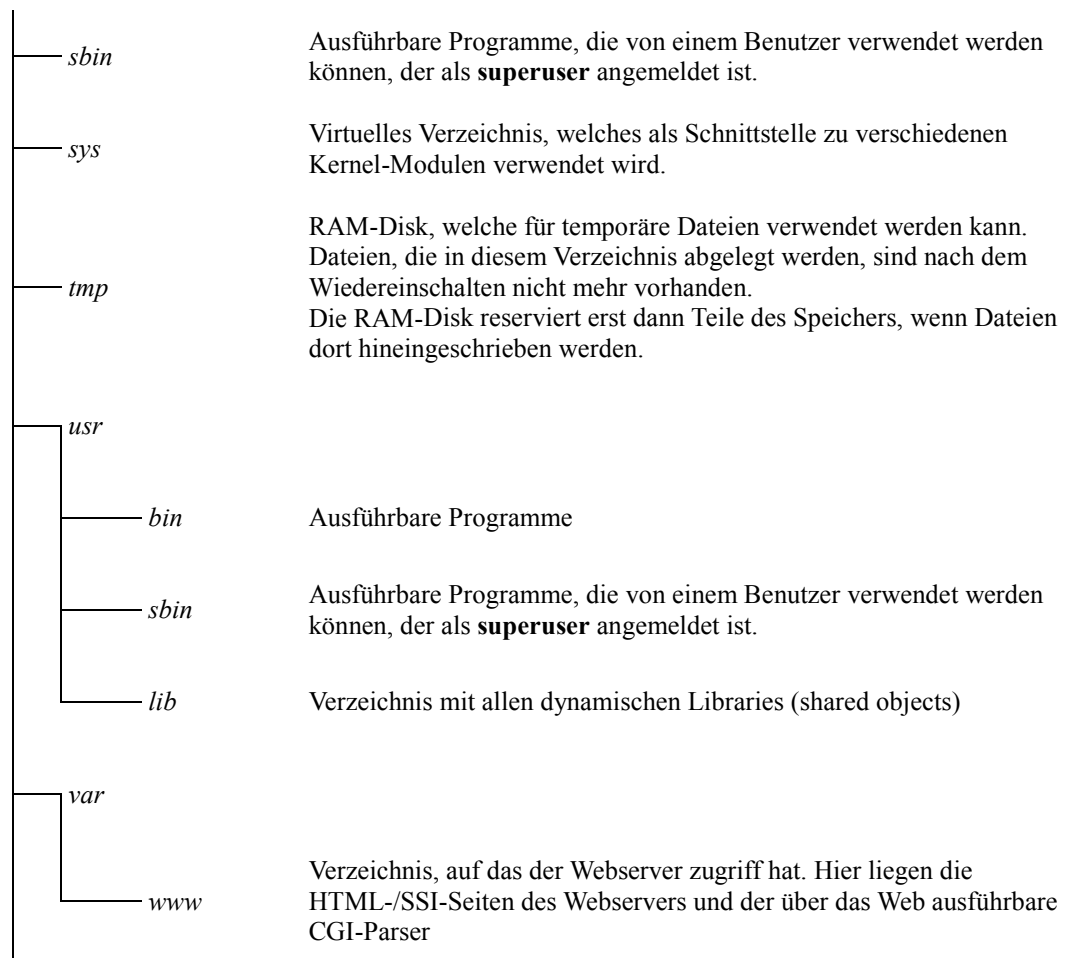 sbin
Ausführbare Programme, die von einem Benutzer verwendet werden
können, der als superuser angemeldet ist.
sys
Virtuelles Verzeichnis, welches als Schnittstelle zu verschiedenen
Kernel-Modulen verwendet wird.
tmp
RAM-Disk, welche für temporäre Dateien verwendet werden kann.
Dateien, die in diesem Verzeichnis abgelegt werden, sind nach dem
Wiedereinschalten nicht mehr vorhanden.
Die RAM-Disk reserviert erst dann Teile des Speichers, wenn Dateien
dort hineingeschrieben werden.
usr
bin
Ausführbare Programme
sbin
Ausführbare Programme, die von einem Benutzer verwendet werden
können, der als superuser angemeldet ist.
lib
Verzeichnis mit allen dynamischen Libraries (shared objects)
var
www
Verzeichnis, auf das der Webserver zugriff hat. Hier liegen die
HTML-/SSI-Seiten des Webservers und der über das Web ausführbare
CGI-Parser